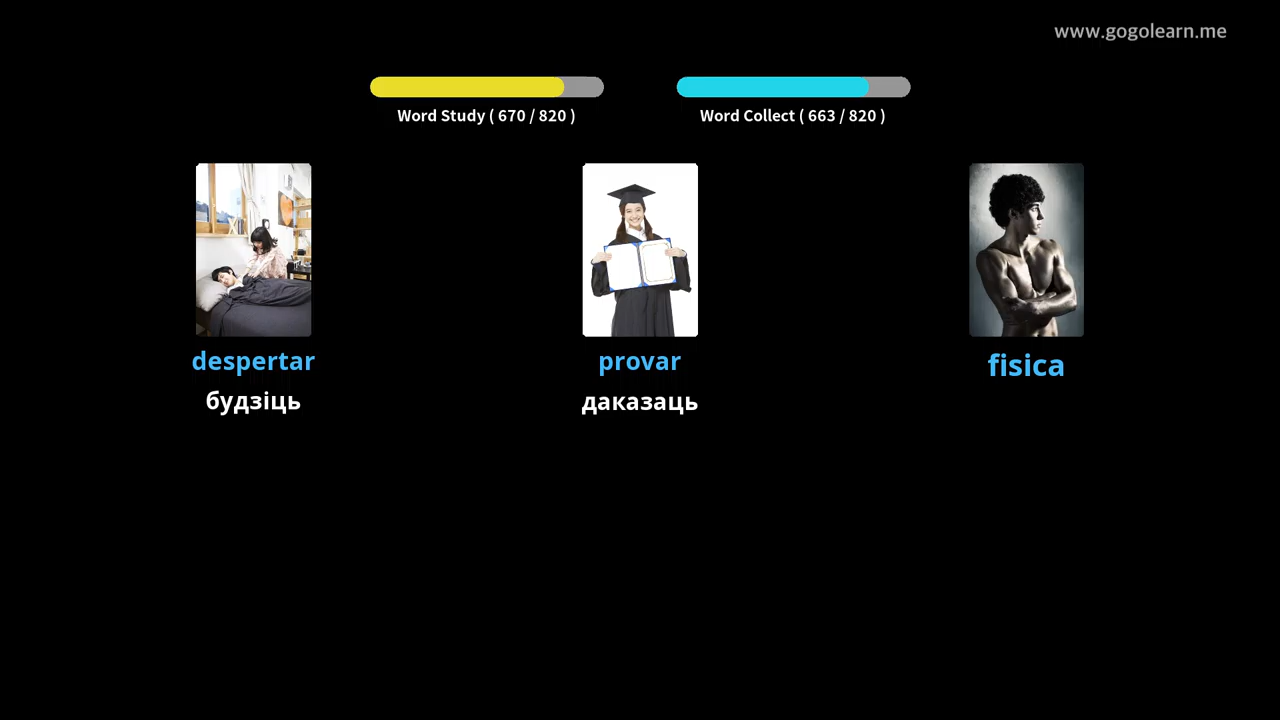 www.gogolearn.me
Word Study ( 670 / 820 )
Word Collect ( 663 / 820 )
despertar
provar
fisica
будзіць
даказаць